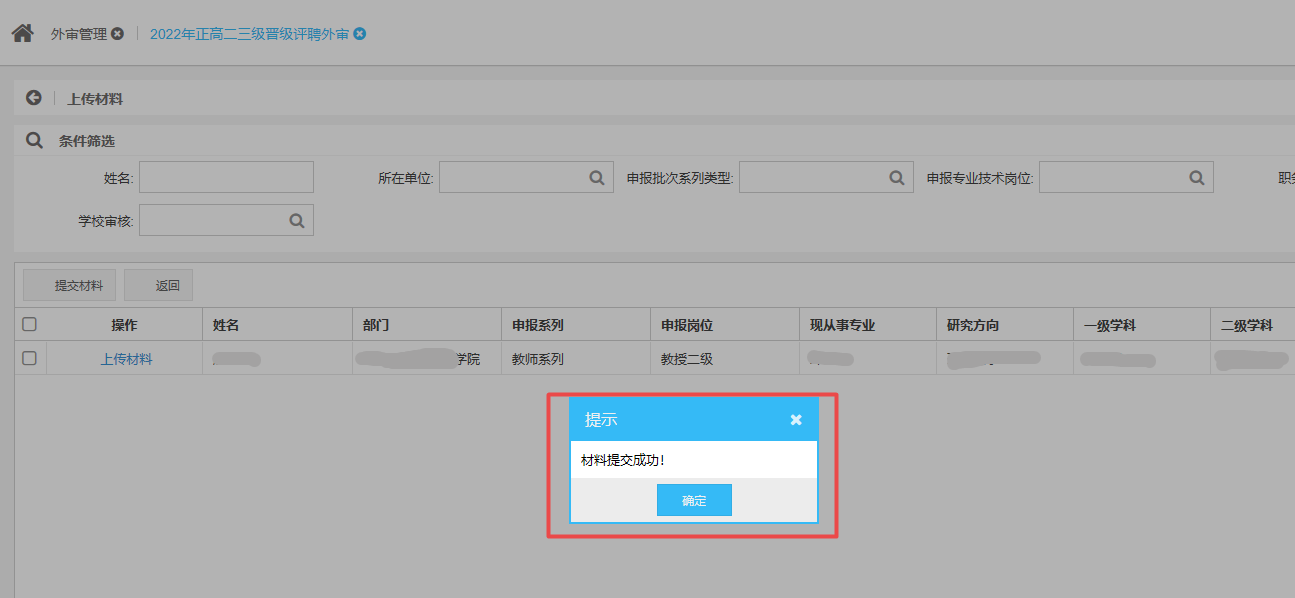 外审管理 2022年正高二三级晋级评聘外审
上传材料
条件筛选
姓名: 所在单位: 申报批次系列类型: 申报专业技术岗位:
学校审核:
提交材料 返回
操作 姓名 部门 申报系列 申报岗位 现从事专业 研究方向 一级学科 二级学科
上传材料 学院 教师系列 教授二级
提示
材料提交成功!
确定